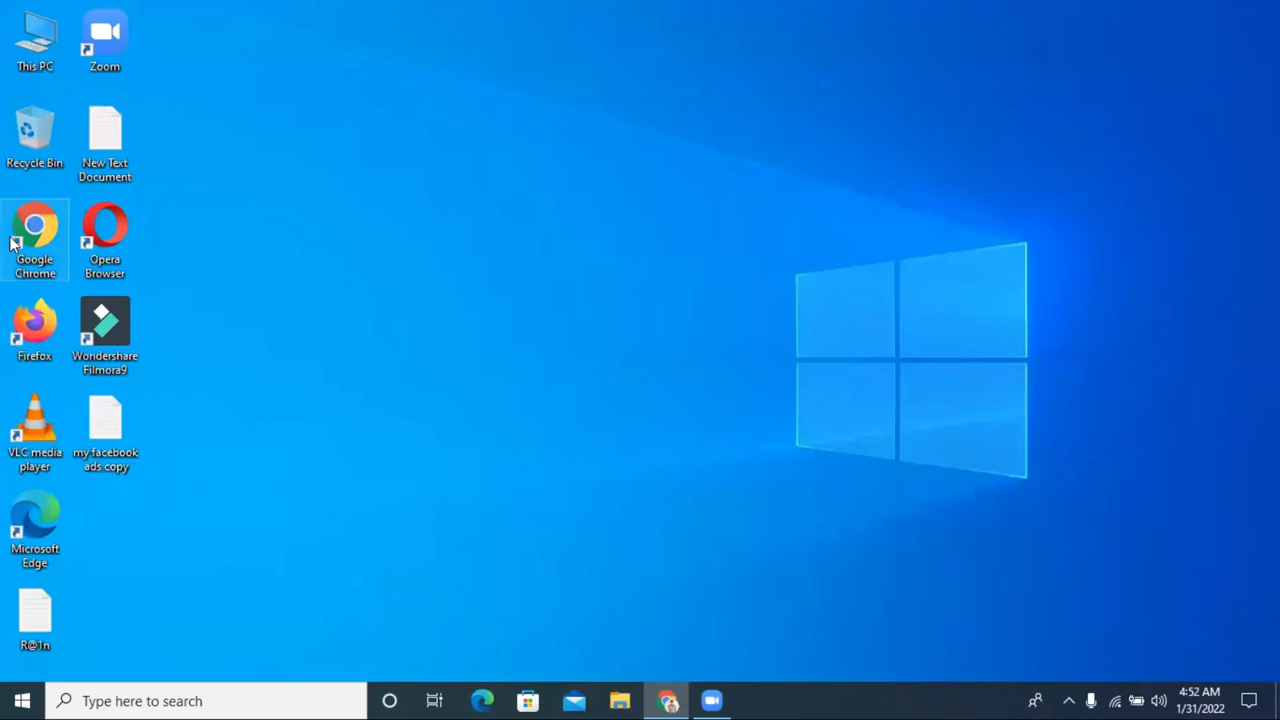 This PC
Zoom
Recycle Bin
New Text
Document
Google
Chrome
Opera
Browser
Firefox
Wondershare
Filmora9
VLC media
player
my facebook
ads copy
Microsoft
Edge
R@1n
Type here to search
4:52 AM
1/31/2022